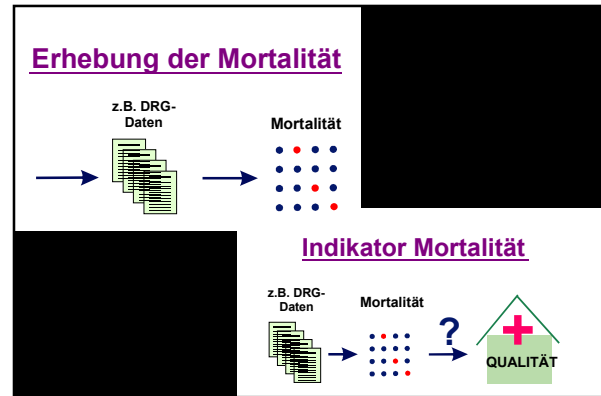 Erhebung der Mortalität
z.B. DRG-
Daten
Mortalität
Indikator Mortalität
z.B. DRG-
Daten
Mortalität
?
QUALITÄT